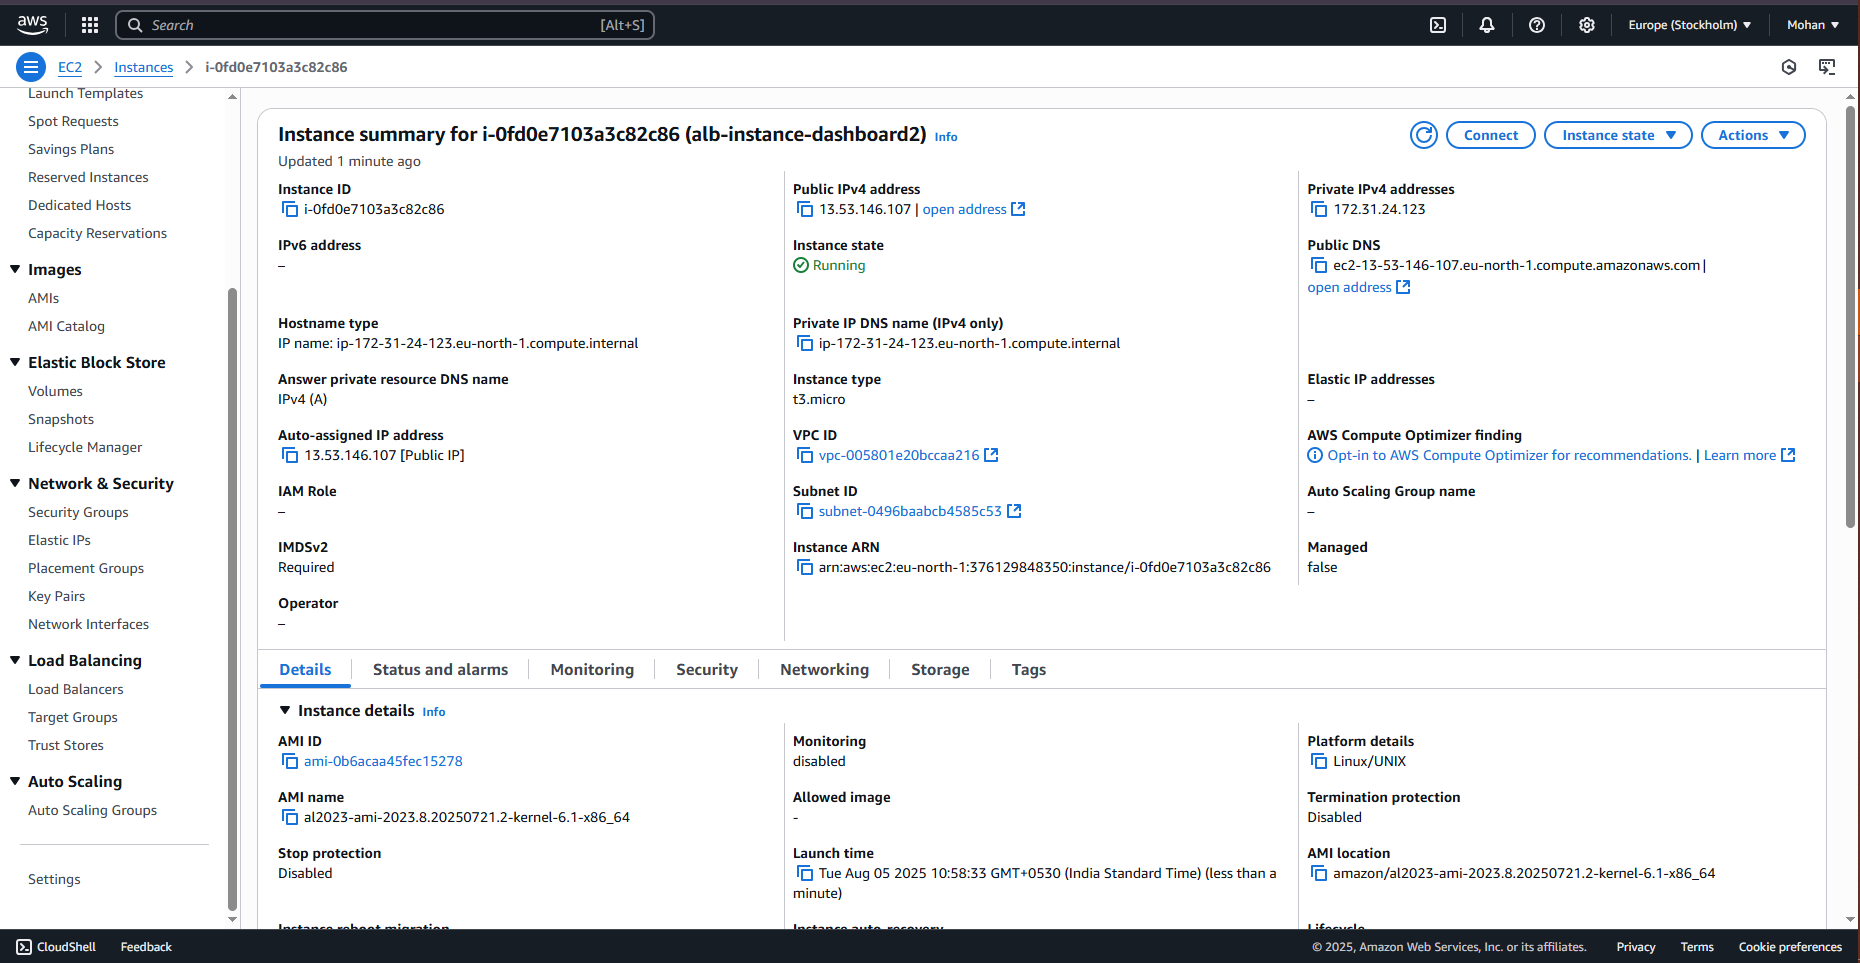 aws
Search [Alt+S]
Europe (Stockholm)
Mohan
EC2
Instances
i-0fd0e7103a3c82c86
Launch Templates
Spot Requests
Savings Plans
Reserved Instances
Dedicated Hosts
Capacity Reservations
Images
AMIs
AMI Catalog
Elastic Block Store
Volumes
Snapshots
Lifecycle Manager
Network & Security
Security Groups
Elastic IPs
Placement Groups
Key Pairs
Network Interfaces
Load Balancing
Load Balancers
Target Groups
Trust Stores
Auto Scaling
Auto Scaling Groups
Settings
Instance summary for i-0fd0e7103a3c82c86 (alb-instance-dashboard2) Info
Updated 1 minute ago
Connect
Instance state
Actions
Instance ID
i-0fd0e7103a3c82c86
Public IPv4 address
13.53.146.107 | open address
Private IPv4 addresses
172.31.24.123
IPv6 address
–
Instance state
Running
Public DNS
ec2-13-53-146-107.eu-north-1.compute.amazonaws.com |
open address
Hostname type
IP name: ip-172-31-24-123.eu-north-1.compute.internal
Private IP DNS name (IPv4 only)
ip-172-31-24-123.eu-north-1.compute.internal
Answer private resource DNS name
IPv4 (A)
Instance type
t3.micro
Elastic IP addresses
–
Auto-assigned IP address
13.53.146.107 [Public IP]
VPC ID
vpc-005801e20bccaa216
AWS Compute Optimizer finding
Opt-in to AWS Compute Optimizer for recommendations. | Learn more
IAM Role
–
Subnet ID
subnet-0496baabcb4585c53
Auto Scaling Group name
–
IMDSv2
Required
Instance ARN
arn:aws:ec2:eu-north-1:376129848350:instance/i-0fd0e7103a3c82c86
Managed
false
Operator
–
Details
Status and alarms
Monitoring
Security
Networking
Storage
Tags
Instance details Info
AMI ID
ami-0b6acaa45fec15278
Monitoring
disabled
Platform details
Linux/UNIX
AMI name
al2023-ami-2023.8.20250721.2-kernel-6.1-x86_64
Allowed image
-
Termination protection
Disabled
Stop protection
Disabled
Launch time
Tue Aug 05 2025 10:58:33 GMT+0530 (India Standard Time) (less than a
minute)
AMI location
amazon/al2023-ami-2023.8.20250721.2-kernel-6.1-x86_64
Instance reboot migration
Instance auto-recovery
Lifecycle
CloudShell
Feedback
© 2025, Amazon Web Services, Inc. or its affiliates.
Privacy
Terms
Cookie preferences